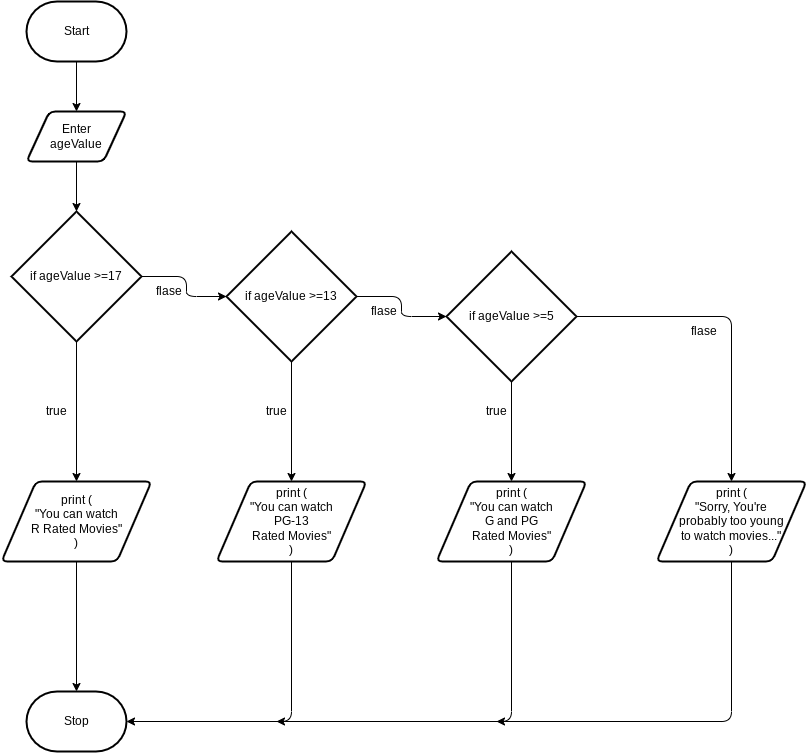 Start
Enter
ageValue
if ageValue >=17
flase
if ageValue >=13
flase
if ageValue >=5
flase
true
true
true
print (
"You can watch
R Rated Movies"
)
print (
"You can watch
PG-13
Rated Movies"
)
print (
"You can watch
G and PG
Rated Movies"
)
print (
"Sorry, You're
probably too young
to watch movies..."
)
Stop